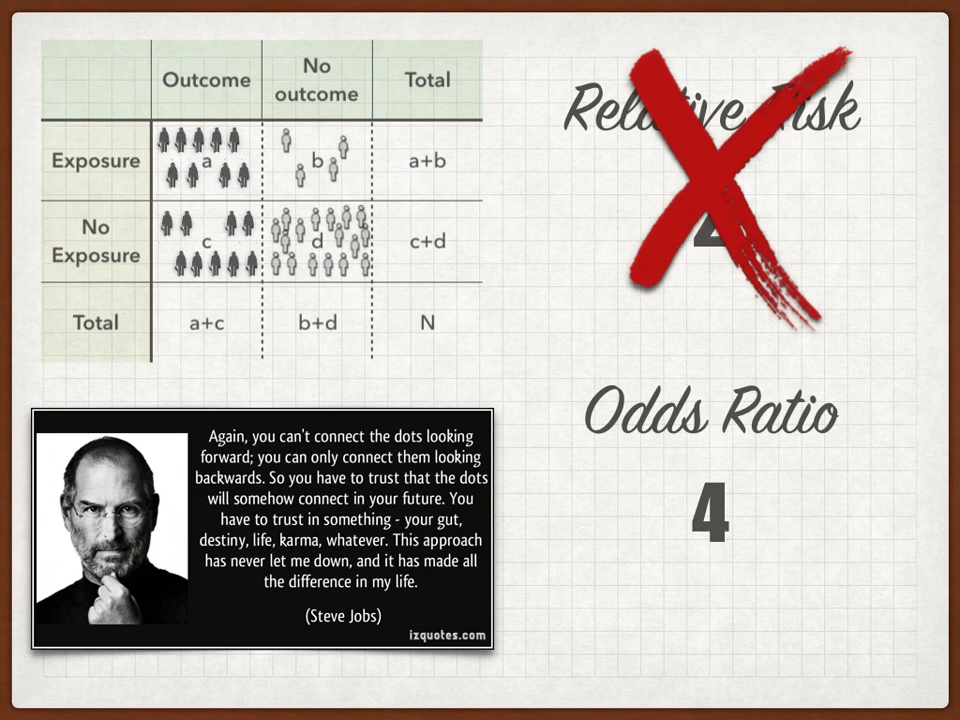 Outcome
No
outcome
Total
Exposure
a
b
a+b
No
Exposure
c
d
c+d
Total
a+c
b+d
N
Relative Risk
Odds Ratio
4
Again, you can't connect the dots looking
forward; you can only connect them looking
backwards. So you have to trust that the dots
will somehow connect in your future. You
have to trust in something - your gut,
destiny, life, karma, whatever. This approach
has never let me down, and it has made all
the difference in my life.
(Steve Jobs)
izquotes.com